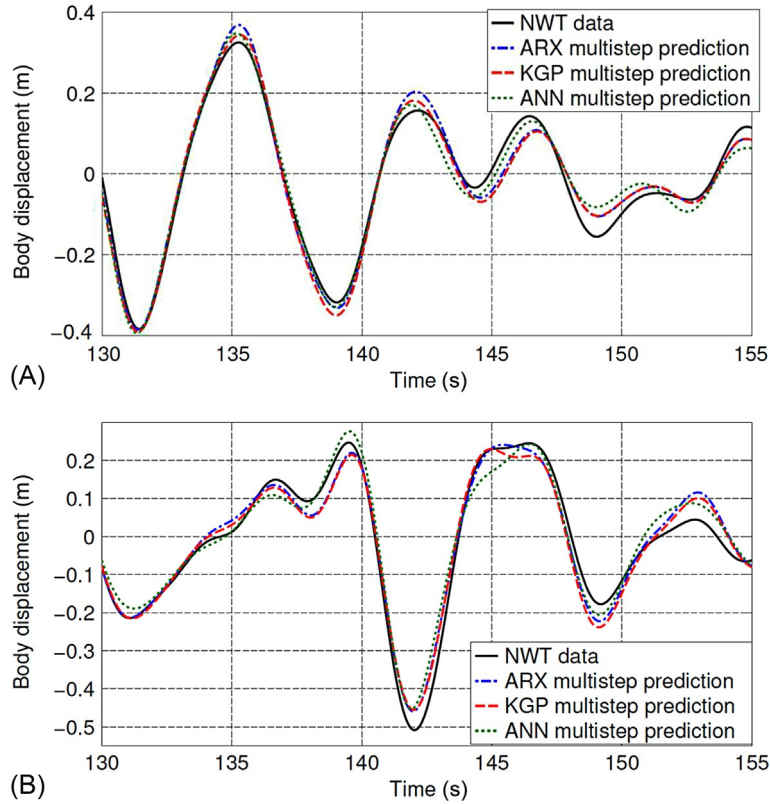 0.4
0.2
0
−0.2
−0.4
Body displacement (m)
NWT data
ARX multistep prediction
KGP multistep prediction
ANN multistep prediction
130 135 140 145 150 155
Time (s)
(A)
0.2
0.1
0
−0.1
−0.2
−0.3
−0.4
−0.5
Body displacement (m)
NWT data
ARX multistep prediction
KGP multistep prediction
ANN multistep prediction
130 135 140 145 150 155
Time (s)
(B)